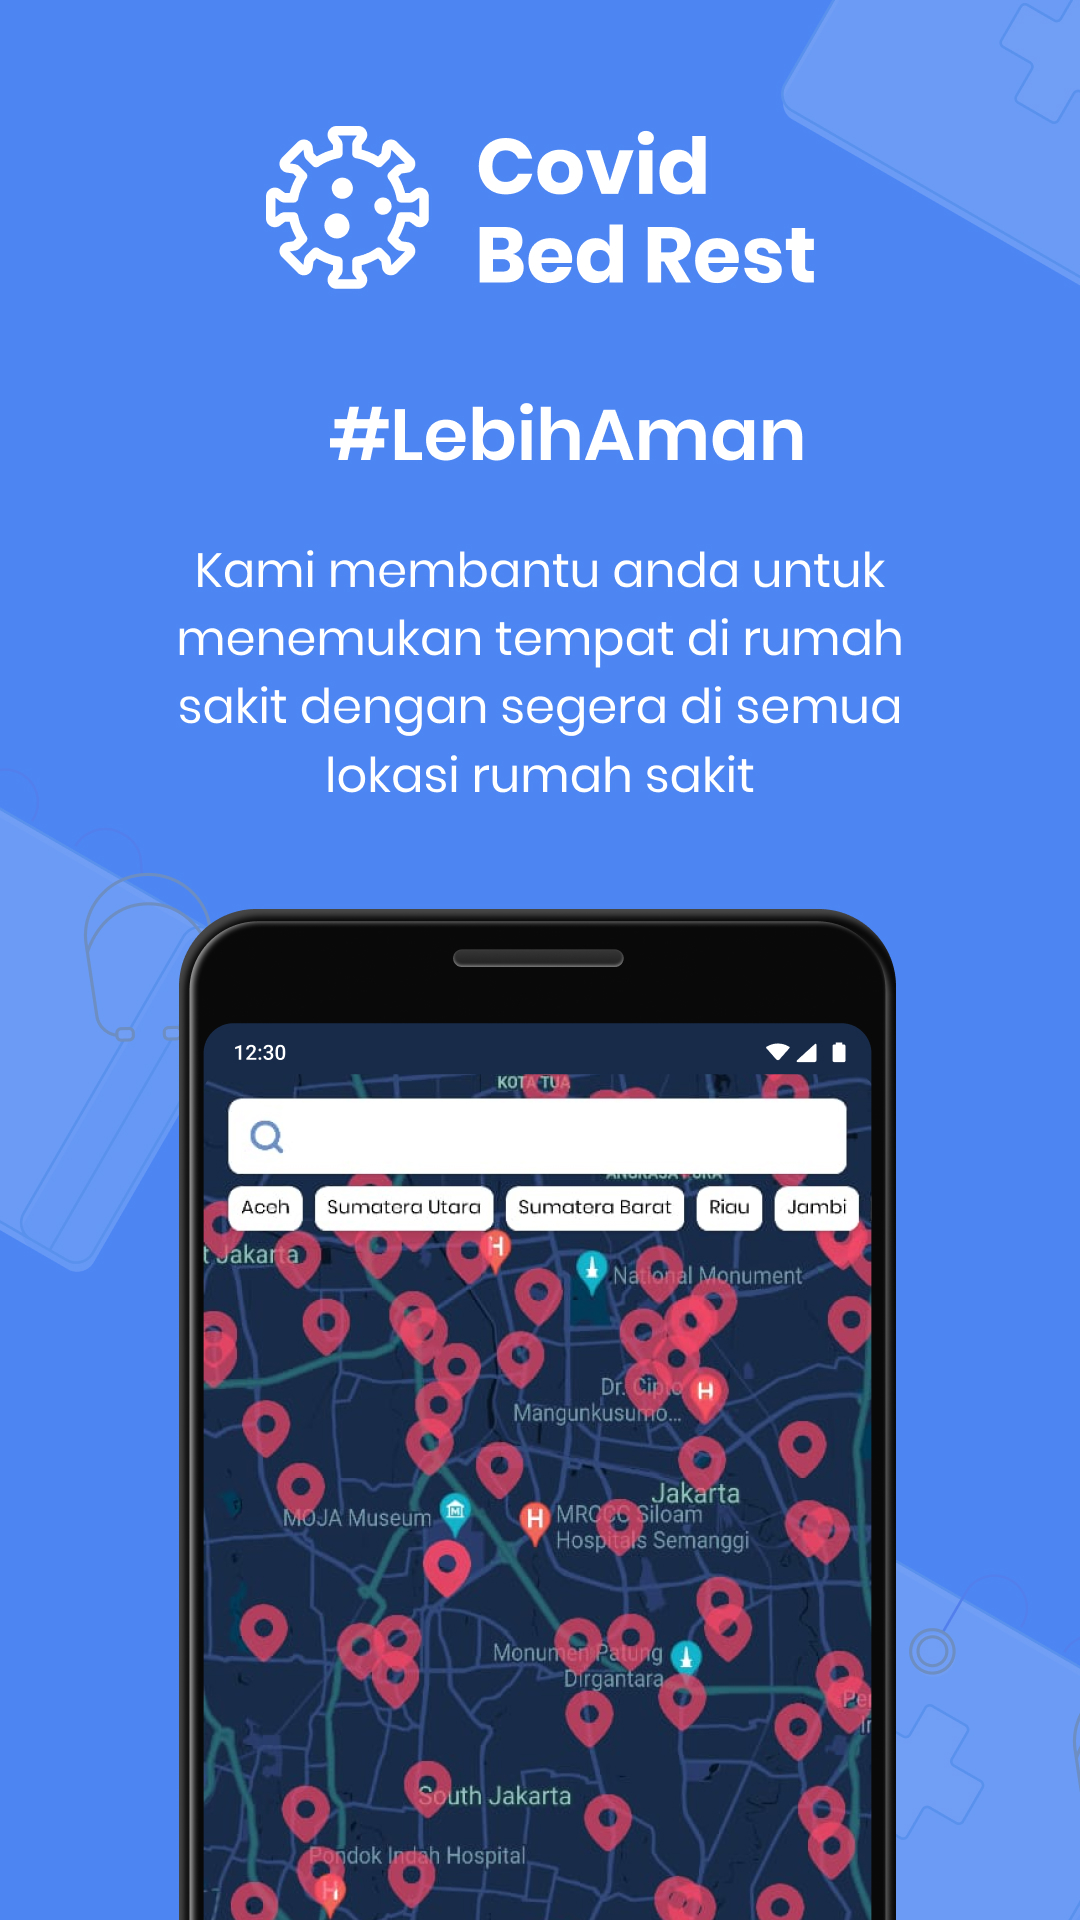 Covid
Bed Rest
#LebihAman
Kami membantu anda untuk
menemukan tempat di rumah
sakit dengan segera di semua
lokasi rumah sakit
12:30
KOTA TUA
Aceh
Sumatera Utara
Sumatera Barat
Riau
Jambi
t Jakarta
H
National Monument
Dr. Cipto
Mangunkusumo...
H
Jakarta
MOJA Museum
H
MRCCC Siloam
Hospitals Semanggi
Monumen Patung
Dirgantara
Pe
South Jakarta
Pondok Indah Hospital
H